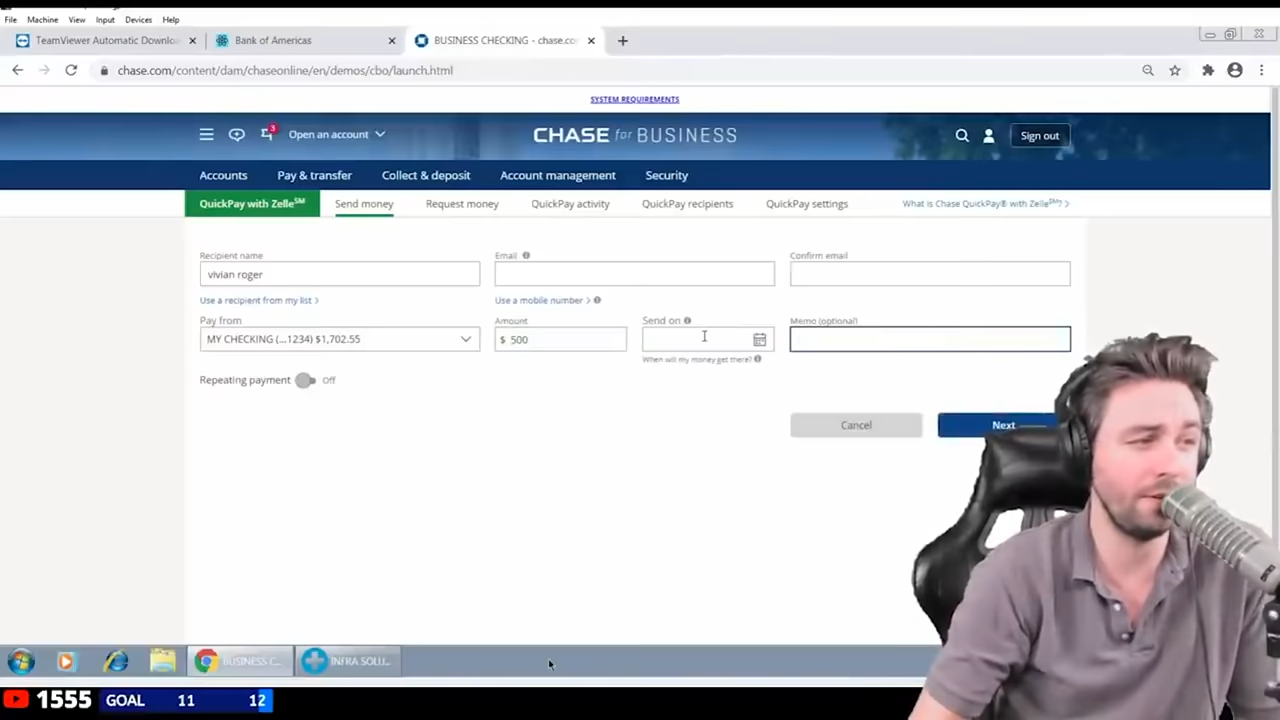 File Machine View Input Devices Help
TeamViewer Automatic Downlo
Bank of Americas
BUSINESS CHECKING - chase.co
chase.com/content/dam/chaseonline/en/demos/cbo/launch.html
SYSTEM REQUIREMENTS
3
Open an account
CHASE for BUSINESS
Sign out
Accounts Pay & transfer Collect & deposit Account management Security
QuickPay with Zelle℠ Send money Request money QuickPay activity QuickPay recipients QuickPay settings What is Chase QuickPay® with Zelle℠? >
Recipient name Email Confirm email
vivian roger
Use a recipient from my list > Use a mobile number >
Pay from Amount Send on Memo (optional)
MY CHECKING (...1234) $1,702.55 $ 500
When will my money get there?
Repeating payment Off
Cancel Next
BUSINESS C... INFRA SOLU...
1555 GOAL 11 12